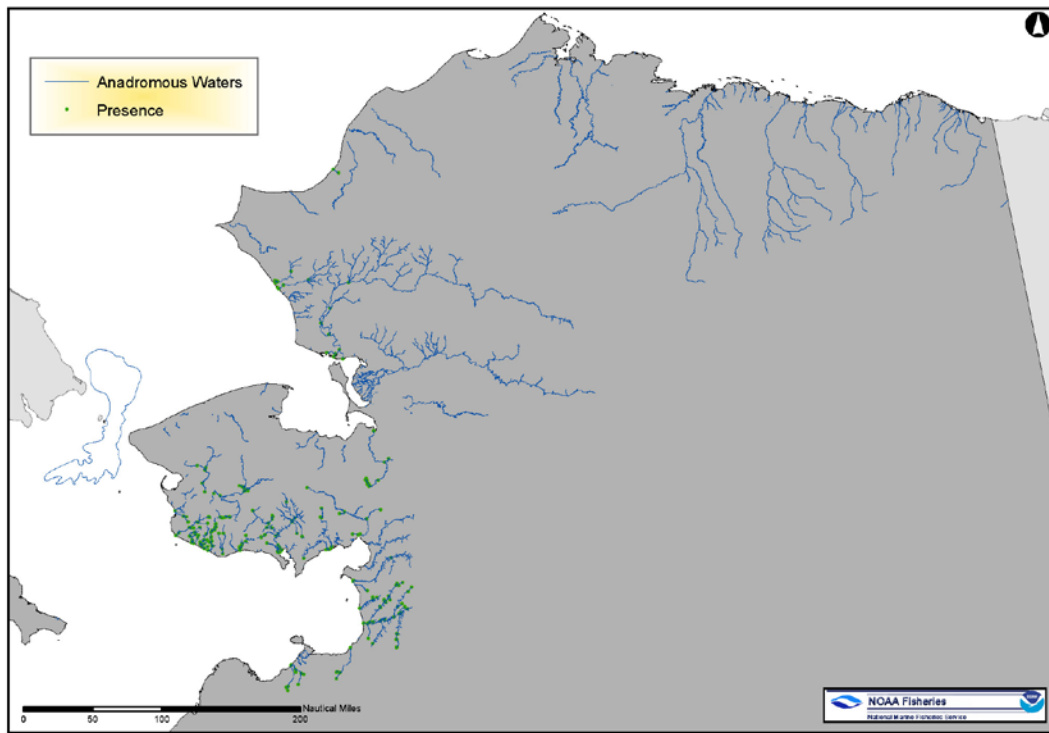 Anadromous Waters
Presence
Nautical Miles
0 50 100 200
NOAA Fisheries
National Marine Fisheries Service